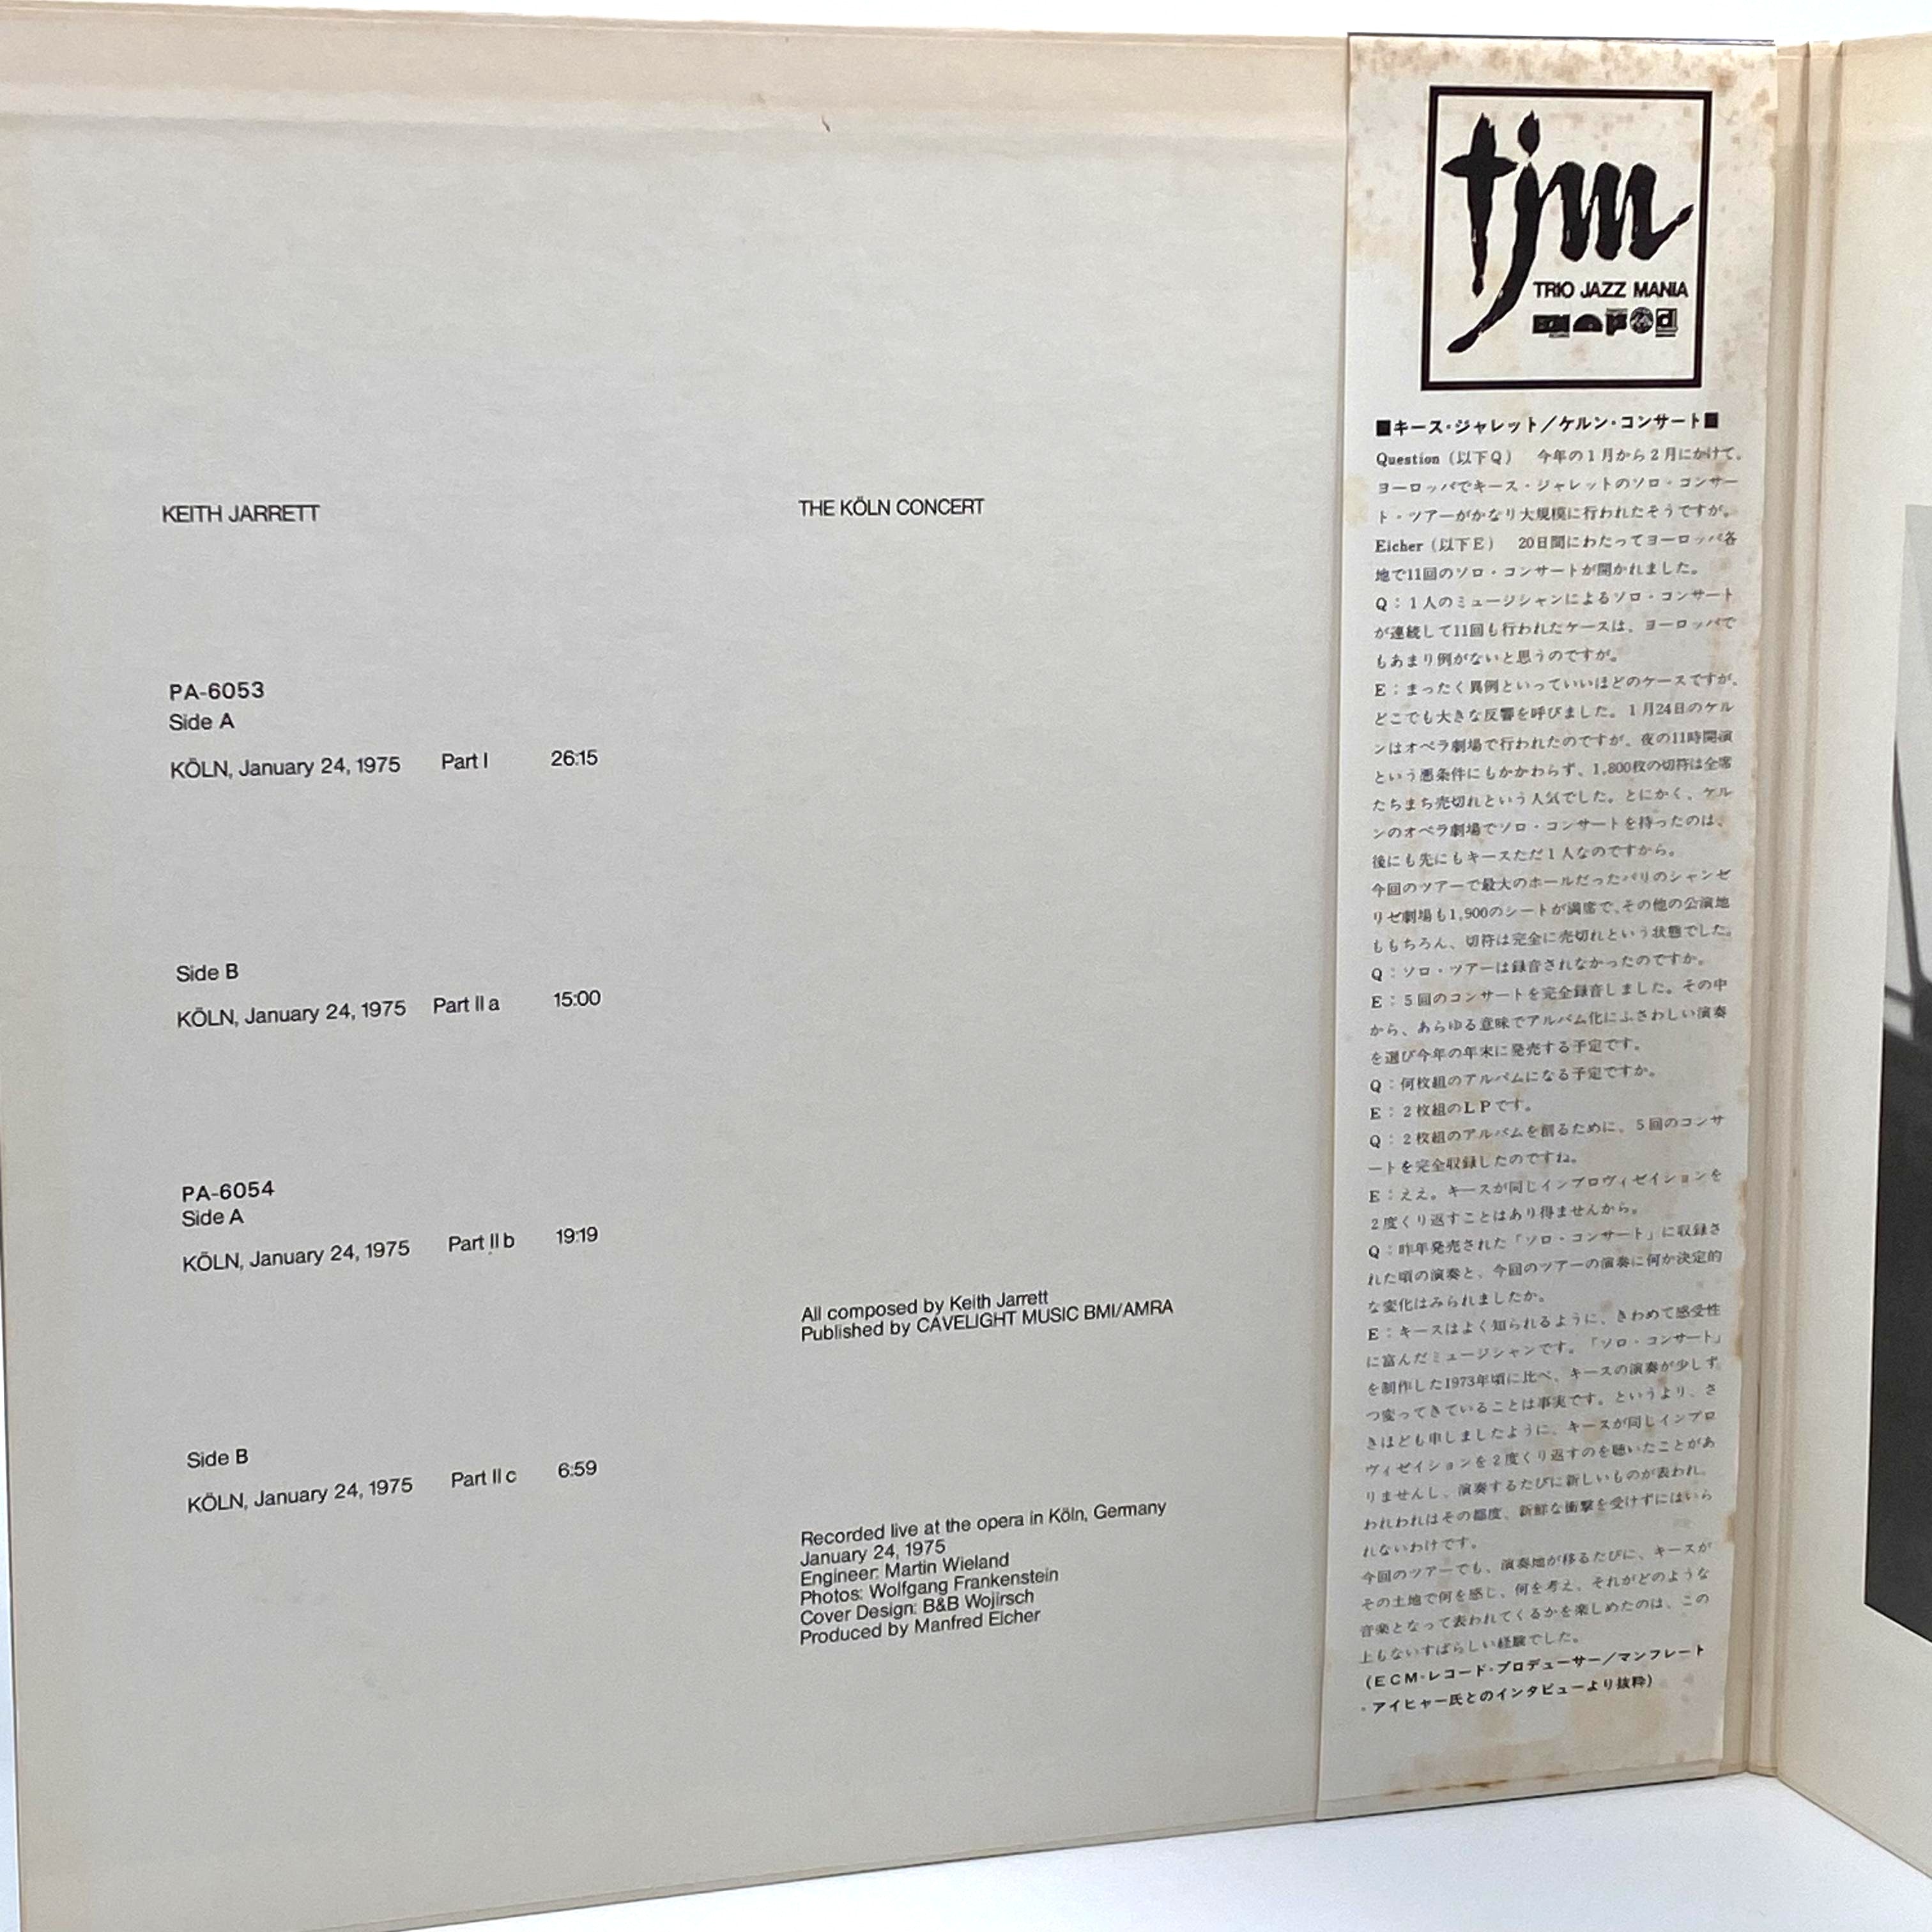 KEITH JARRETT
THE KÖLN CONCERT
PA-6053
Side A
KÖLN, January 24, 1975 Part I 26:15
Side B
KÖLN, January 24, 1975 Part II a 15:00
PA-6054
Side A
KÖLN, January 24, 1975 Part II b 19:19
Side B
KÖLN, January 24, 1975 Part II c 6:59
All composed by Keith Jarrett
Published by CAVELIGHT MUSIC BMI/AMRA
Recorded live at the opera in Köln, Germany
January 24, 1975
Engineer: Martin Wieland
Photos: Wolfgang Frankenstein
Cover Design: B&B Wojirsch
Produced by Manfred Eicher
tjm
TRIO JAZZ MANIA
■キース・ジャレット/ケルン・コンサート■
Question(以下Q) 今年の1月から2月にかけて、
ヨーロッパでキース・ジャレットのソロ・コンサー
ト・ツアーがかなり大規模に行われたそうですが。
Eicher(以下E) 20日間にわたってヨーロッパ各
地で11回のソロ・コンサートが開かれました。
Q:1人のミュージシャンによるソロ・コンサート
が連続して11回も行われたケースは、ヨーロッパで
もあまり例がないと思うのですが。
E:まったく異例といっていいほどのケースですが、
どこでも大きな反響を呼びました。1月24日のケル
ンはオペラ劇場で行われたのですが、夜の11時開演
という悪条件にもかかわらず、1,800枚の切符は全席
たちまち売切れという人気でした。とにかく、ケル
ンのオペラ劇場でソロ・コンサートを持ったのは、
後にも先にもキースただ1人なのですから。
今回のツアーで最大のホールだったパリのシャンゼ
リゼ劇場も1,900のシートが満席で、その他の公演地
ももちろん、切符は完全に売切れという状態でした。
Q:ソロ・ツアーは録音されなかったのですか。
E:5回のコンサートを完全録音しました。その中
から、あらゆる意味でアルバム化にふさわしい演奏
を選び今年の年末に発売する予定です。
Q:何枚組のアルバムになる予定ですか。
E:2枚組のLPです。
Q:2枚組のアルバムを創るために、5回のコンサ
ートを完全収録したのですね。
E:ええ。キースが同じインプロヴィゼイションを
2度くり返すことはあり得ませんから。
Q:昨年発売された「ソロ・コンサート」に収録さ
れた頃の演奏と、今回のツアーの演奏に何か決定的
な変化はみられましたか。
E:キースはよく知られるように、きわめて感受性
に富んだミュージシャンです。「ソロ・コンサート」
を制作した1973年頃に比べ、キースの演奏が少しず
つ変ってきていることは事実です。というより、さ
きほども申しましたように、キースが同じインプロ
ヴィゼイションを2度くり返すのを聴いたことがあ
りませんし、演奏するたびに新しいものが表われ、
われわれはその都度、新鮮な衝撃を受けずにはいら
れないわけです。
今回のツアーでも、演奏地が移るたびに、キースが
その土地で何を感じ、何を考え、それがどのような
音楽となって表われてくるかを楽しめたのは、この
上もないすばらしい経験でした。
(ECM・レコード・プロデューサー/マンフレート
・アイヒャー氏とのインタビューより抜粋)